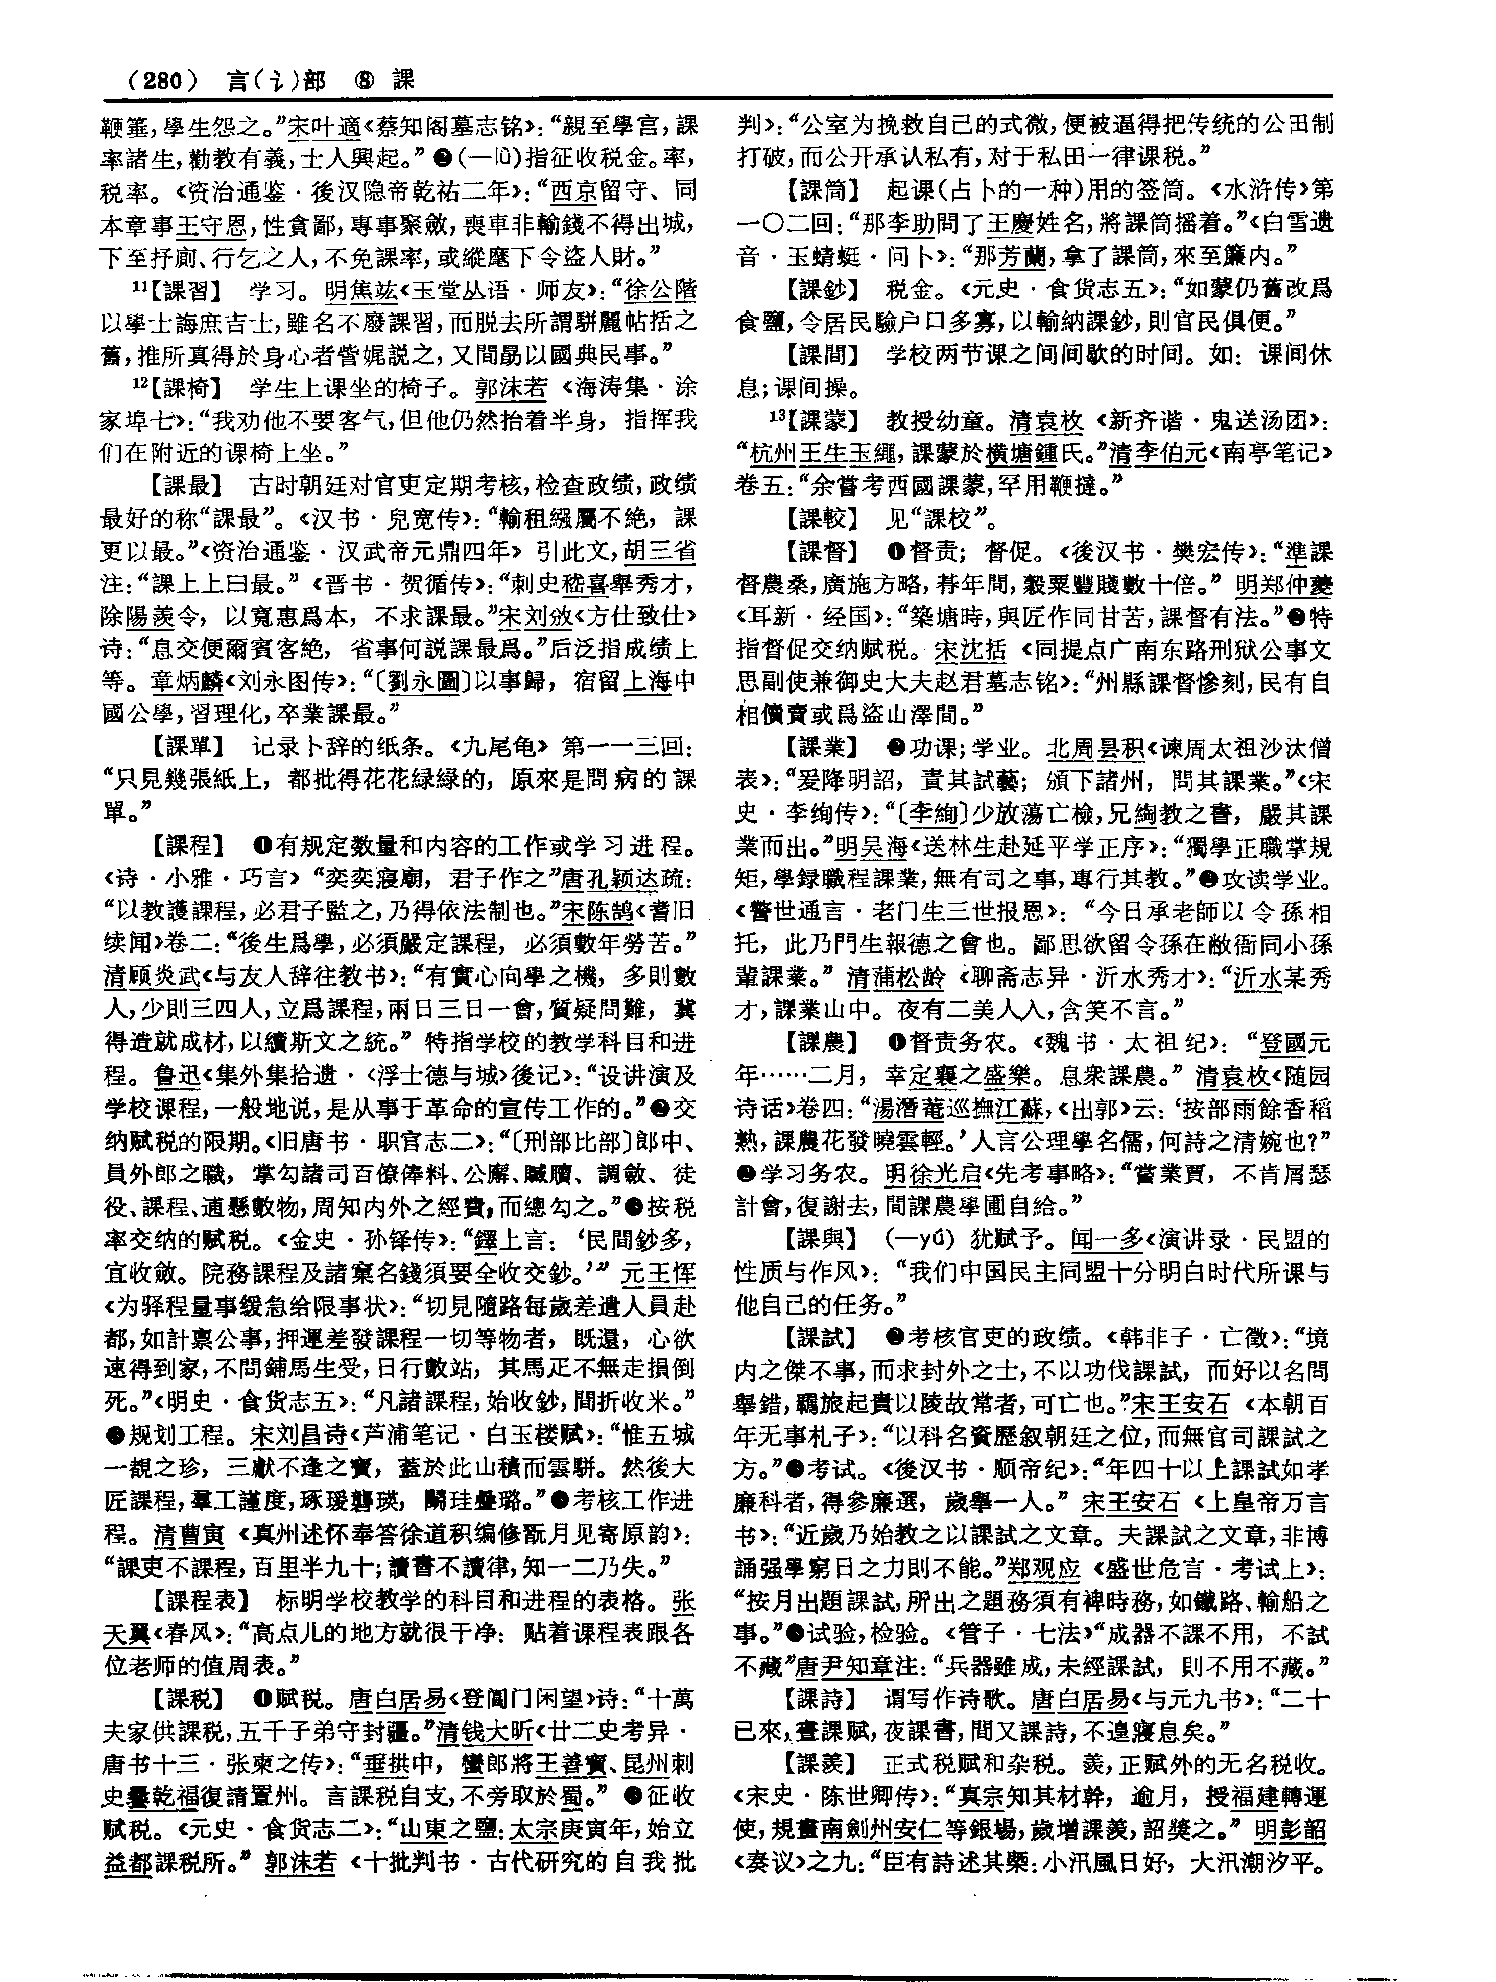 （280） 言(讠)部 ⑧ 課
鞭箠，學生怨之。”宋叶適《蔡知阁墓志铭》：“親至學宫，課
率諸生，勸教有義，士人興起。”❷(—lǜ)指征收税金。率，
税率。《资治通鉴·後汉隐帝乾祐二年》：“西京留守、同
本章事王守恩，性貪鄙，專事聚斂，喪車非輸錢不得出城，
下至抒廁、行乞之人，不免課率，或縱麾下令盜人財。”
11【課習】 学习。明焦竑《玉堂丛语·师友》：“徐公階
以學士誨庶吉士，雖名不廢課習，而脱去所謂駢麗帖括之
舊，推所真得於身心者皆娓説之，又間勗以國典民事。”
12【課椅】 学生上课坐的椅子。郭沫若《海涛集·涂
家埠七》：“我劝他不要客气，但他仍然抬着半身，指挥我
们在附近的课椅上坐。”
【課最】 古时朝廷对官吏定期考核，检查政绩，政绩
最好的称“課最”。《汉书·兒宽传》：“輸租繈屬不絶，課
更以最。”《资治通鉴·汉武帝元鼎四年》引此文，胡三省
注：“課上上曰最。”《晋书·贺循传》：“刺史嵇喜舉秀才，
除陽羨令，以寬惠爲本，不求課最。”宋刘攽《方仕致仕》
诗：“息交便爾賓客絶，省事何説課最爲。”后泛指成绩上
等。章炳麟《刘永图传》：“〔劉永圖〕以事歸，宿留上海中
國公學，習理化，卒業課最。”
【課單】 记录卜辞的纸条。《九尾龟》第一一三回：
“只見幾張紙上，都批得花花緑緑的，原來是問病的課
單。”
【課程】 ❶有规定数量和内容的工作或学习进程。
《诗·小雅·巧言》“奕奕寢廟，君子作之”唐孔颖达疏：
“以教護課程，必君子監之，乃得依法制也。”宋陈鹄《耆旧
续闻》卷二：“後生爲學，必須嚴定課程，必須數年勞苦。”
清顾炎武《与友人辞往教书》：“有實心向學之機，多則數
人，少則三四人，立爲課程，兩日三日一會，質疑問難，冀
得造就成材，以續斯文之統。”特指学校的教学科目和进
程。鲁迅《集外集拾遗·〈浮士德与城〉後记》：“设讲演及
学校课程，一般地说，是从事于革命的宣传工作的。”❷交
纳赋税的限期。《旧唐书·职官志二》：“〔刑部比部〕郎中、
員外郎之職，掌勾諸司百僚俸料、公廨、贓贖、調斂、徒
役、課程、逋懸數物，周知内外之經費，而總勾之。”❸按税
率交纳的赋税。《金史·孙铎传》：“鐸上言：‘民間鈔多，
宜收斂。院務課程及諸窠名錢須要全收交鈔。’”元王恽
《为驿程量事缓急给限事状》：“切見隨路每歲差遣人員赴
都，如計禀公事，押運差發課程一切等物者，既還，心欲
速得到家，不問鋪馬生受，日行數站，其馬疋不無走損倒
死。”《明史·食货志五》：“凡諸課程，始收鈔，間折收米。”
❹规划工程。宋刘昌诗《芦浦笔记·白玉楼赋》：“惟五城
一覩之珍，三獻不逢之寶，蓋於此山積而雲駢。然後大
匠課程，羣工謹度，琢瑷礱瑛，鬭珪疊璐。”❺考核工作进
程。清曹寅《真州述怀奉答徐道积编修翫月见寄原韵》：
“課吏不課程，百里半九十；讀書不讀律，知一二乃失。”
【課程表】 标明学校教学的科目和进程的表格。张
天翼《春风》：“高点儿的地方就很干净：贴着课程表跟各
位老师的值周表。”
【課税】 ❶赋税。唐白居易《登阊门闲望》诗：“十萬
夫家供課税，五千子弟守封疆。”清钱大昕《廿二史考异·
唐书十三·张柬之传》：“垂拱中，蠻郎將王善寶、昆州刺
史爨乾福復請置州。言課税自支，不旁取於蜀。”❷征收
赋税。《元史·食货志二》：“山東之鹽：太宗庚寅年，始立
益都課税所。”郭沫若《十批判书·古代研究的自我批
判》：“公室为挽救自己的式微，便被逼得把传统的公田制
打破，而公开承认私有，对于私田一律课税。”
【課筒】 起课(占卜的一种)用的签筒。《水浒传》第
一〇二回：“那李助問了王慶姓名，將課筒摇着。”《白雪遗
音·玉蜻蜓·问卜》：“那芳蘭，拿了課筒，來至簾内。”
【課鈔】 税金。《元史·食货志五》：“如蒙仍舊改爲
食鹽，令居民驗户口多寡，以輸納課鈔，則官民俱便。”
【課間】 学校两节课之间间歇的时间。如：课间休
息；课间操。
13【課蒙】 教授幼童。清袁枚《新齐谐·鬼送汤团》：
“杭州王生玉繩，課蒙於横塘鍾氏。”清李伯元《南亭笔记》
卷五：“余嘗考西國課蒙，罕用鞭撻。”
【課較】 见“課校”。
【課督】 ❶督责；督促。《後汉书·樊宏传》：“準課
督農桑，廣施方略，朞年間，穀粟豐賤數十倍。”明郑仲夔
《耳新·经国》：“築塘時，與匠作同甘苦，課督有法。”❷特
指督促交纳赋税。宋沈括《同提点广南东路刑狱公事文
思副使兼御史大夫赵君墓志铭》：“州縣課督慘刻，民有自
相儥賣或爲盜山澤間。”
【課業】 ❶功课；学业。北周昙积《谏周太祖沙汰僧
表》：“爰降明詔，責其試藝；頒下諸州，問其課業。”《宋
史·李绚传》：“〔李絢〕少放蕩亡檢，兄綯教之書，嚴其課
業而出。”明吴海《送林生赴延平学正序》：“獨學正職掌規
矩，學録職程課業，無有司之事，專行其教。”❷攻读学业。
《警世通言·老门生三世报恩》：“今日承老師以令孫相
托，此乃門生報德之會也。鄙思欲留令孫在敝衙同小孫
輩課業。”清蒲松龄《聊斋志异·沂水秀才》：“沂水某秀
才，課業山中。夜有二美人入，含笑不言。”
【課農】 ❶督责务农。《魏书·太祖纪》：“登國元
年……二月，幸定襄之盛樂。息衆課農。”清袁枚《随园
诗话》卷四：“湯潛菴巡撫江蘇，《出郭》云：‘按部雨餘香稻
熟，課農花發曉雲輕。’人言公理學名儒，何詩之清婉也？”
❷学习务农。明徐光启《先考事略》：“嘗業賈，不肯屑瑟
計會，復謝去，間課農學圃自給。”
【課與】 (—yǔ) 犹赋予。闻一多《演讲录·民盟的
性质与作风》：“我们中国民主同盟十分明白时代所课与
他自己的任务。”
【課試】 ❶考核官吏的政绩。《韩非子·亡徵》：“境
内之傑不事，而求封外之士，不以功伐課試，而好以名問
舉錯，羈旅起貴以陵故常者，可亡也。”宋王安石《本朝百
年无事札子》：“以科名資歷叙朝廷之位，而無官司課試之
方。”❷考试。《後汉书·顺帝纪》：“年四十以上課試如孝
廉科者，得參廉選，歲舉一人。”宋王安石《上皇帝万言
书》：“近歲乃始教之以課試之文章。夫課試之文章，非博
誦强學窮日之力則不能。”郑观应《盛世危言·考试上》：
“按月出題課試，所出之題務須有裨時務，如鐵路、輪船之
事。”❸试验，检验。《管子·七法》“成器不課不用，不試
不藏”唐尹知章注：“兵器雖成，未經課試，則不用不藏。”
【課詩】 谓写作诗歌。唐白居易《与元九书》：“二十
已來，晝課賦，夜課書，間又課詩，不遑寢息矣。”
【課羨】 正式税赋和杂税。羡，正赋外的无名税收。
《宋史·陈世卿传》：“真宗知其材幹，逾月，授福建轉運
使，規畫南劍州安仁等銀場，歲增課羨，詔獎之。”明彭韶
《奏议》之九：“臣有詩述其槩：小汛風日好，大汛潮汐平。